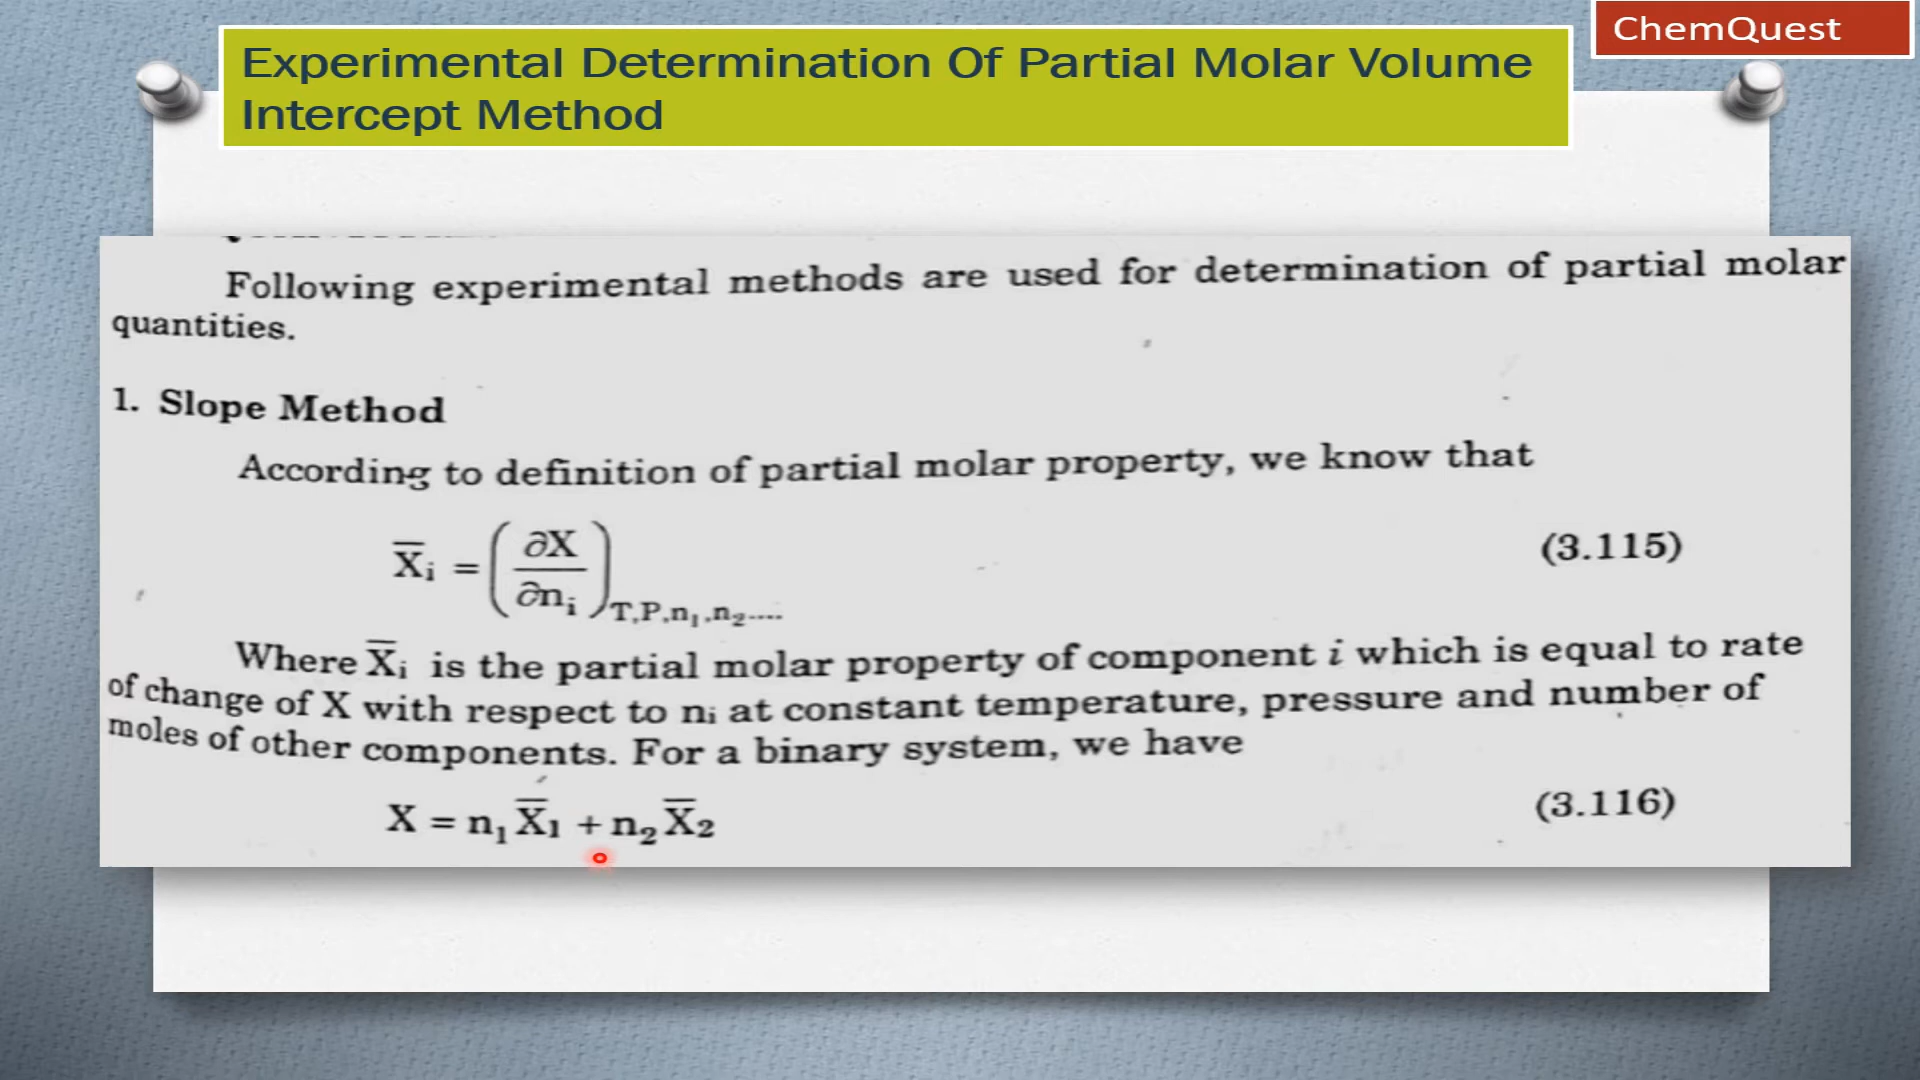 ChemQuest
Experimental Determination Of Partial Molar Volume
Intercept Method
Following experimental methods are used for determination of partial molar
quantities.
1. Slope Method
According to definition of partial molar property, we know that
X̅ᵢ = (∂X/∂nᵢ)T,P,n₁,n₂.... (3.115)
Where X̅ᵢ is the partial molar property of component i which is equal to rate
of change of X with respect to nᵢ at constant temperature, pressure and number of
moles of other components. For a binary system, we have
X = n₁X̅₁ + n₂X̅₂ (3.116)